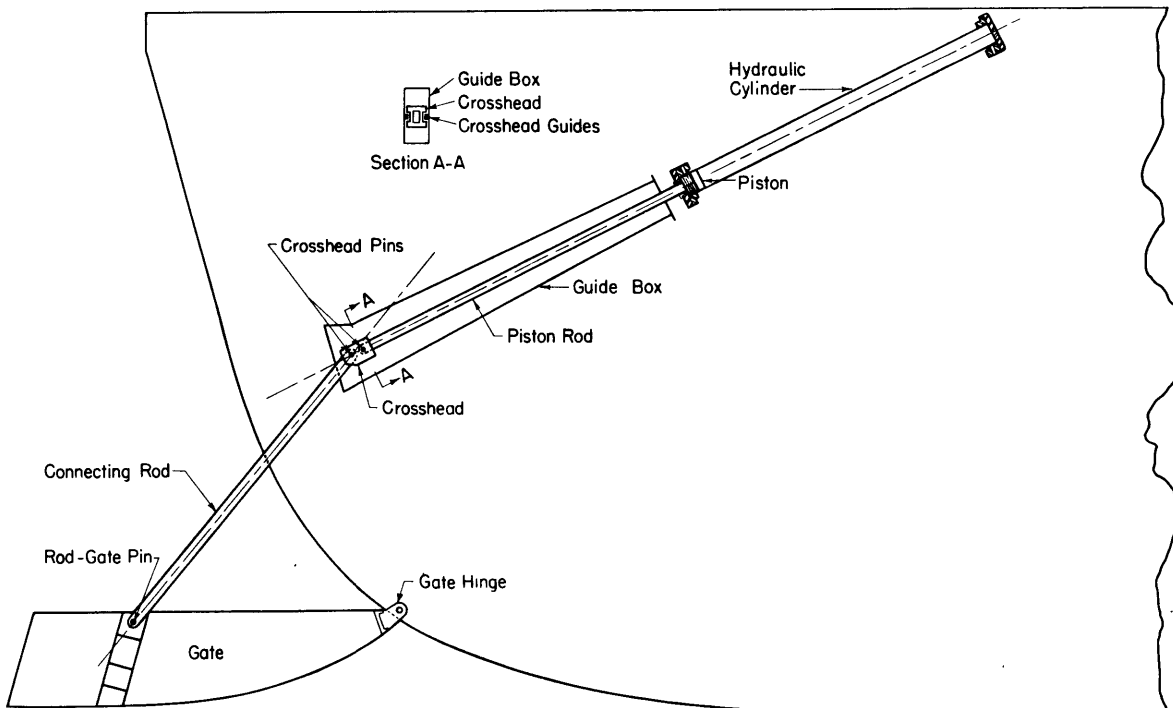 Hydraulic
Cylinder
Guide Box
Crosshead
Crosshead Guides
Section A-A
Piston
Crosshead Pins
A
Guide Box
Piston Rod
A
Crosshead
Connecting Rod
Rod-Gate Pin
Gate Hinge
Gate